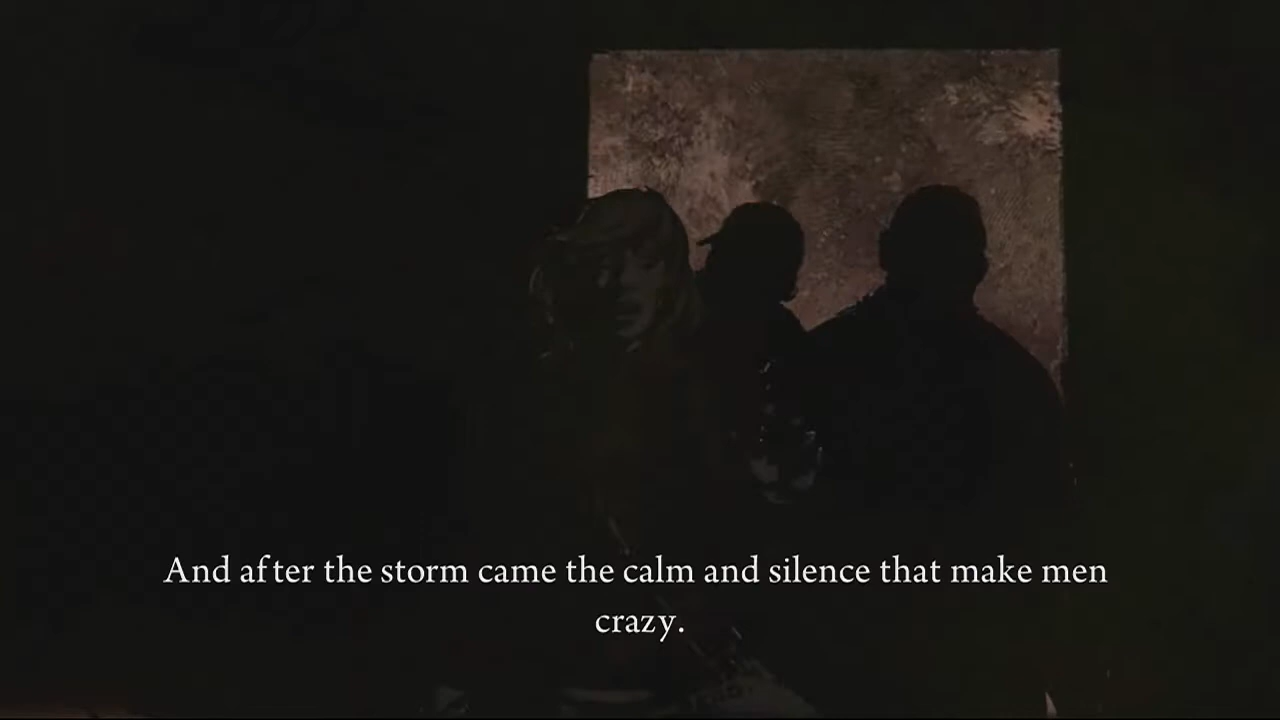 And after the storm came the calm and silence that make men
crazy.